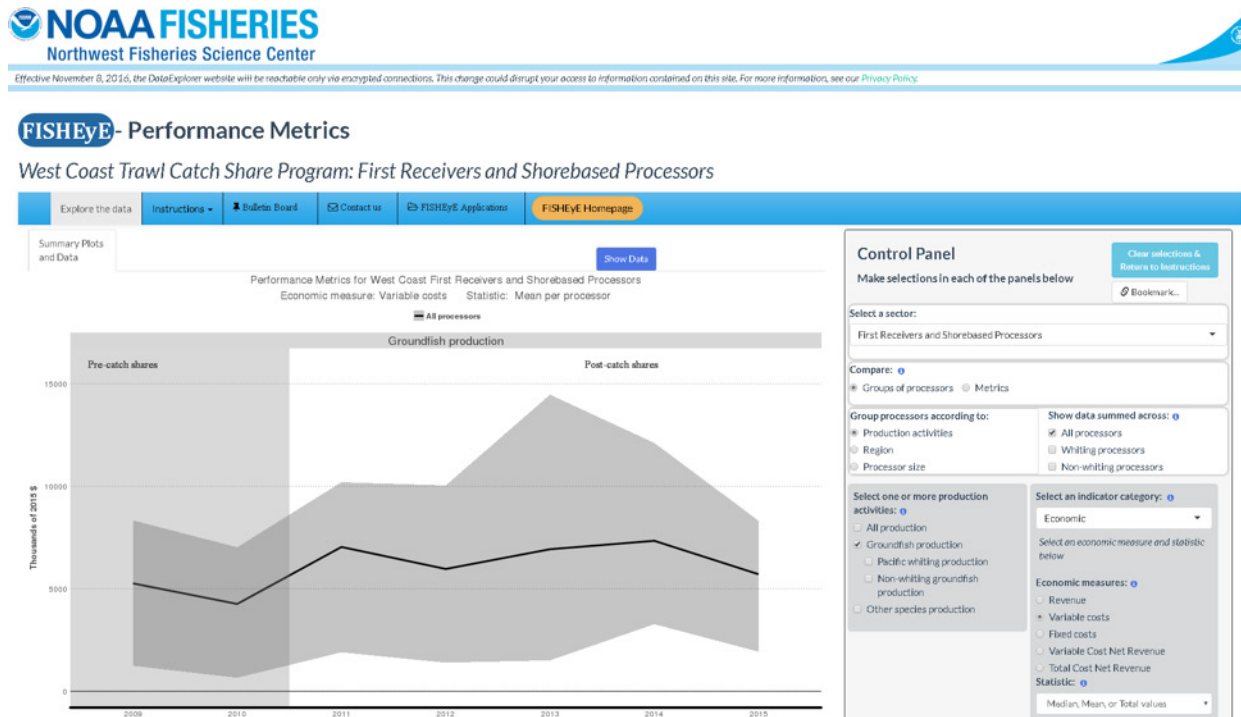 NOAA FISHERIES
Northwest Fisheries Science Center
Effective November 8, 2016, the DataExplorer website will be reachable only via encrypted connections. This change could disrupt your access to information contained on this site. For more information, see our Privacy Policy.
FISHEyE - Performance Metrics
West Coast Trawl Catch Share Program: First Receivers and Shorebased Processors
Explore the data Instructions Bulletin Board Contact us FISHEyE Applications FISHEyE Homepage
Summary Plots
and Data
Show Data
Performance Metrics for West Coast First Receivers and Shorebased Processors
Economic measure: Variable costs Statistic: Mean per processor
All processors
Groundfish production
Pre-catch shares Post-catch shares
15000
10000
5000
0
Thousands of 2015 $
2009 2010 2011 2012 2013 2014 2015
Control Panel
Make selections in each of the panels below
Clear selections &
Return to Instructions
Bookmark...
Select a sector:
First Receivers and Shorebased Processors
Compare:
Groups of processors Metrics
Group processors according to:
Production activities
Region
Processor size
Show data summed across:
All processors
Whiting processors
Non-whiting processors
Select one or more production
activities:
All production
Groundfish production
Pacific whiting production
Non-whiting groundfish
production
Other species production
Select an indicator category:
Economic
Select an economic measure and statistic
below
Economic measures:
Revenue
Variable costs
Fixed costs
Variable Cost Net Revenue
Total Cost Net Revenue
Statistic:
Median, Mean, or Total values